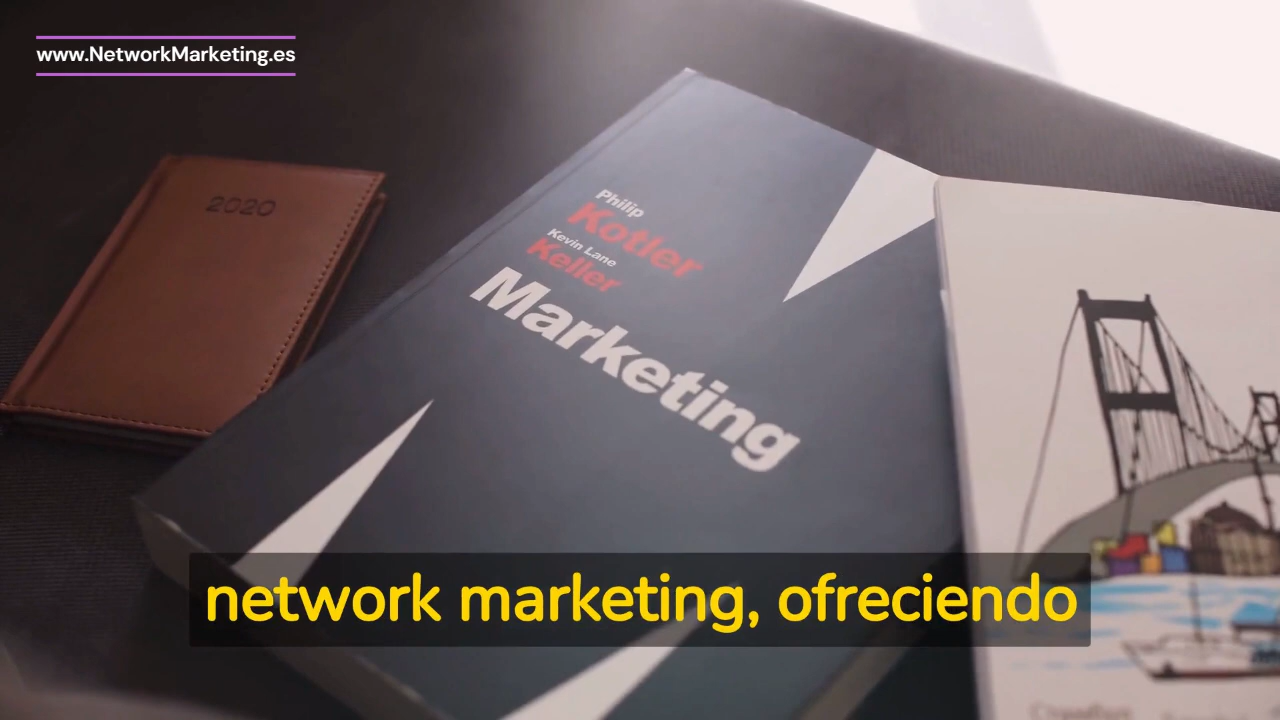 www.NetworkMarketing.es
2020
Philip
Kotler
Kevin Lane
Keller
Marketing
network marketing, ofreciendo